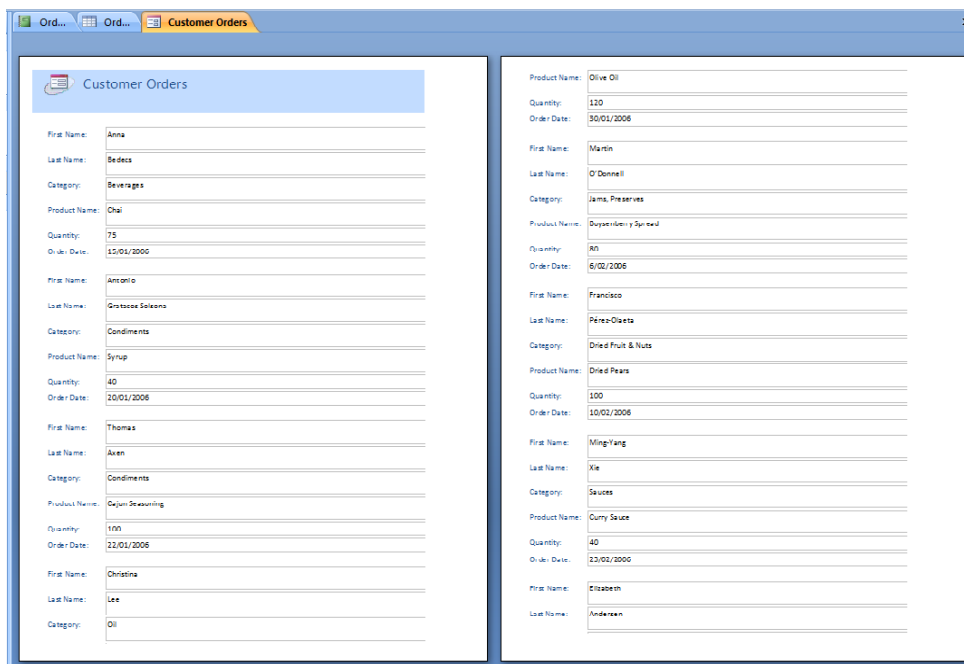 Ord... Ord... Customer Orders
Customer Orders
First Name: Anna
Last Name: Bedecs
Category: Beverages
Product Name: Chai
Quantity: 75
Order Date: 15/01/2006
First Name: Antonio
Last Name: Gratacos Solsona
Category: Condiments
Product Name: Syrup
Quantity: 40
Order Date: 20/01/2006
First Name: Thomas
Last Name: Axen
Category: Condiments
Product Name: Cajun Seasoning
Quantity: 100
Order Date: 22/01/2006
First Name: Christina
Last Name: Lee
Category: Oil
Product Name: Olive Oil
Quantity: 120
Order Date: 30/01/2006
First Name: Martin
Last Name: O'Donnell
Category: Jams, Preserves
Product Name: Boysenberry Spread
Quantity: 80
Order Date: 6/02/2006
First Name: Francisco
Last Name: Pérez-Olaeta
Category: Dried Fruit & Nuts
Product Name: Dried Pears
Quantity: 100
Order Date: 10/02/2006
First Name: Ming-Yang
Last Name: Xie
Category: Sauces
Product Name: Curry Sauce
Quantity: 40
Order Date: 23/02/2006
First Name: Elizabeth
Last Name: Andersen